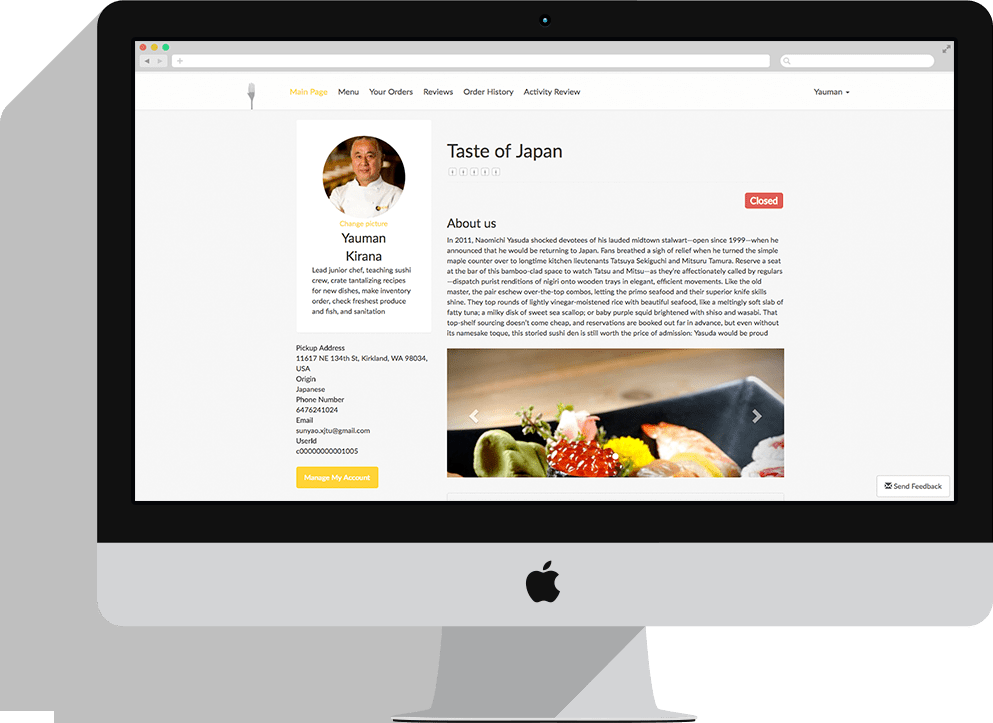 Main Page Menu Your Orders Reviews Order History Activity Review Yauman
Change picture
Yauman
Kirana
Lead junior chef, teaching sushi
crew, crate tantalizing recipes
for new dishes, make inventory
order, check freshest produce
and fish, and sanitation
Pickup Address
11617 NE 134th St, Kirkland, WA 98034,
USA
Origin
Japanese
Phone Number
6476241024
Email
sunyao.xjtu@gmail.com
UserId
c00000000001005
Manage My Account
Taste of Japan
Closed
About us
In 2011, Naomichi Yasuda shocked devotees of his lauded midtown stalwart—open since 1999—when he
announced that he would be returning to Japan. Fans breathed a sigh of relief when he turned the simple
maple counter over to longtime kitchen lieutenants Tatsuya Sekiguchi and Mitsuru Tamura. Reserve a seat
at the bar of this bamboo-clad space to watch Tatsu and Mitsu—as they're affectionately called by regulars
—dispatch purist renditions of nigiri onto wooden trays in elegant, efficient movements. Like the old
master, the pair eschew over-the-top combos, letting the primo seafood and their superior knife skills
shine. They top rounds of lightly vinegar-moistened rice with beautiful seafood, like a meltingly soft slab of
fatty tuna; a milky disk of sweet sea scallop; or baby purple squid brightened with shiso and wasabi. That
top-shelf sourcing doesn't come cheap, and reservations are booked out far in advance, but even without
its namesake toque, this storied sushi den is still worth the price of admission: Yasuda would be proud
Send Feedback